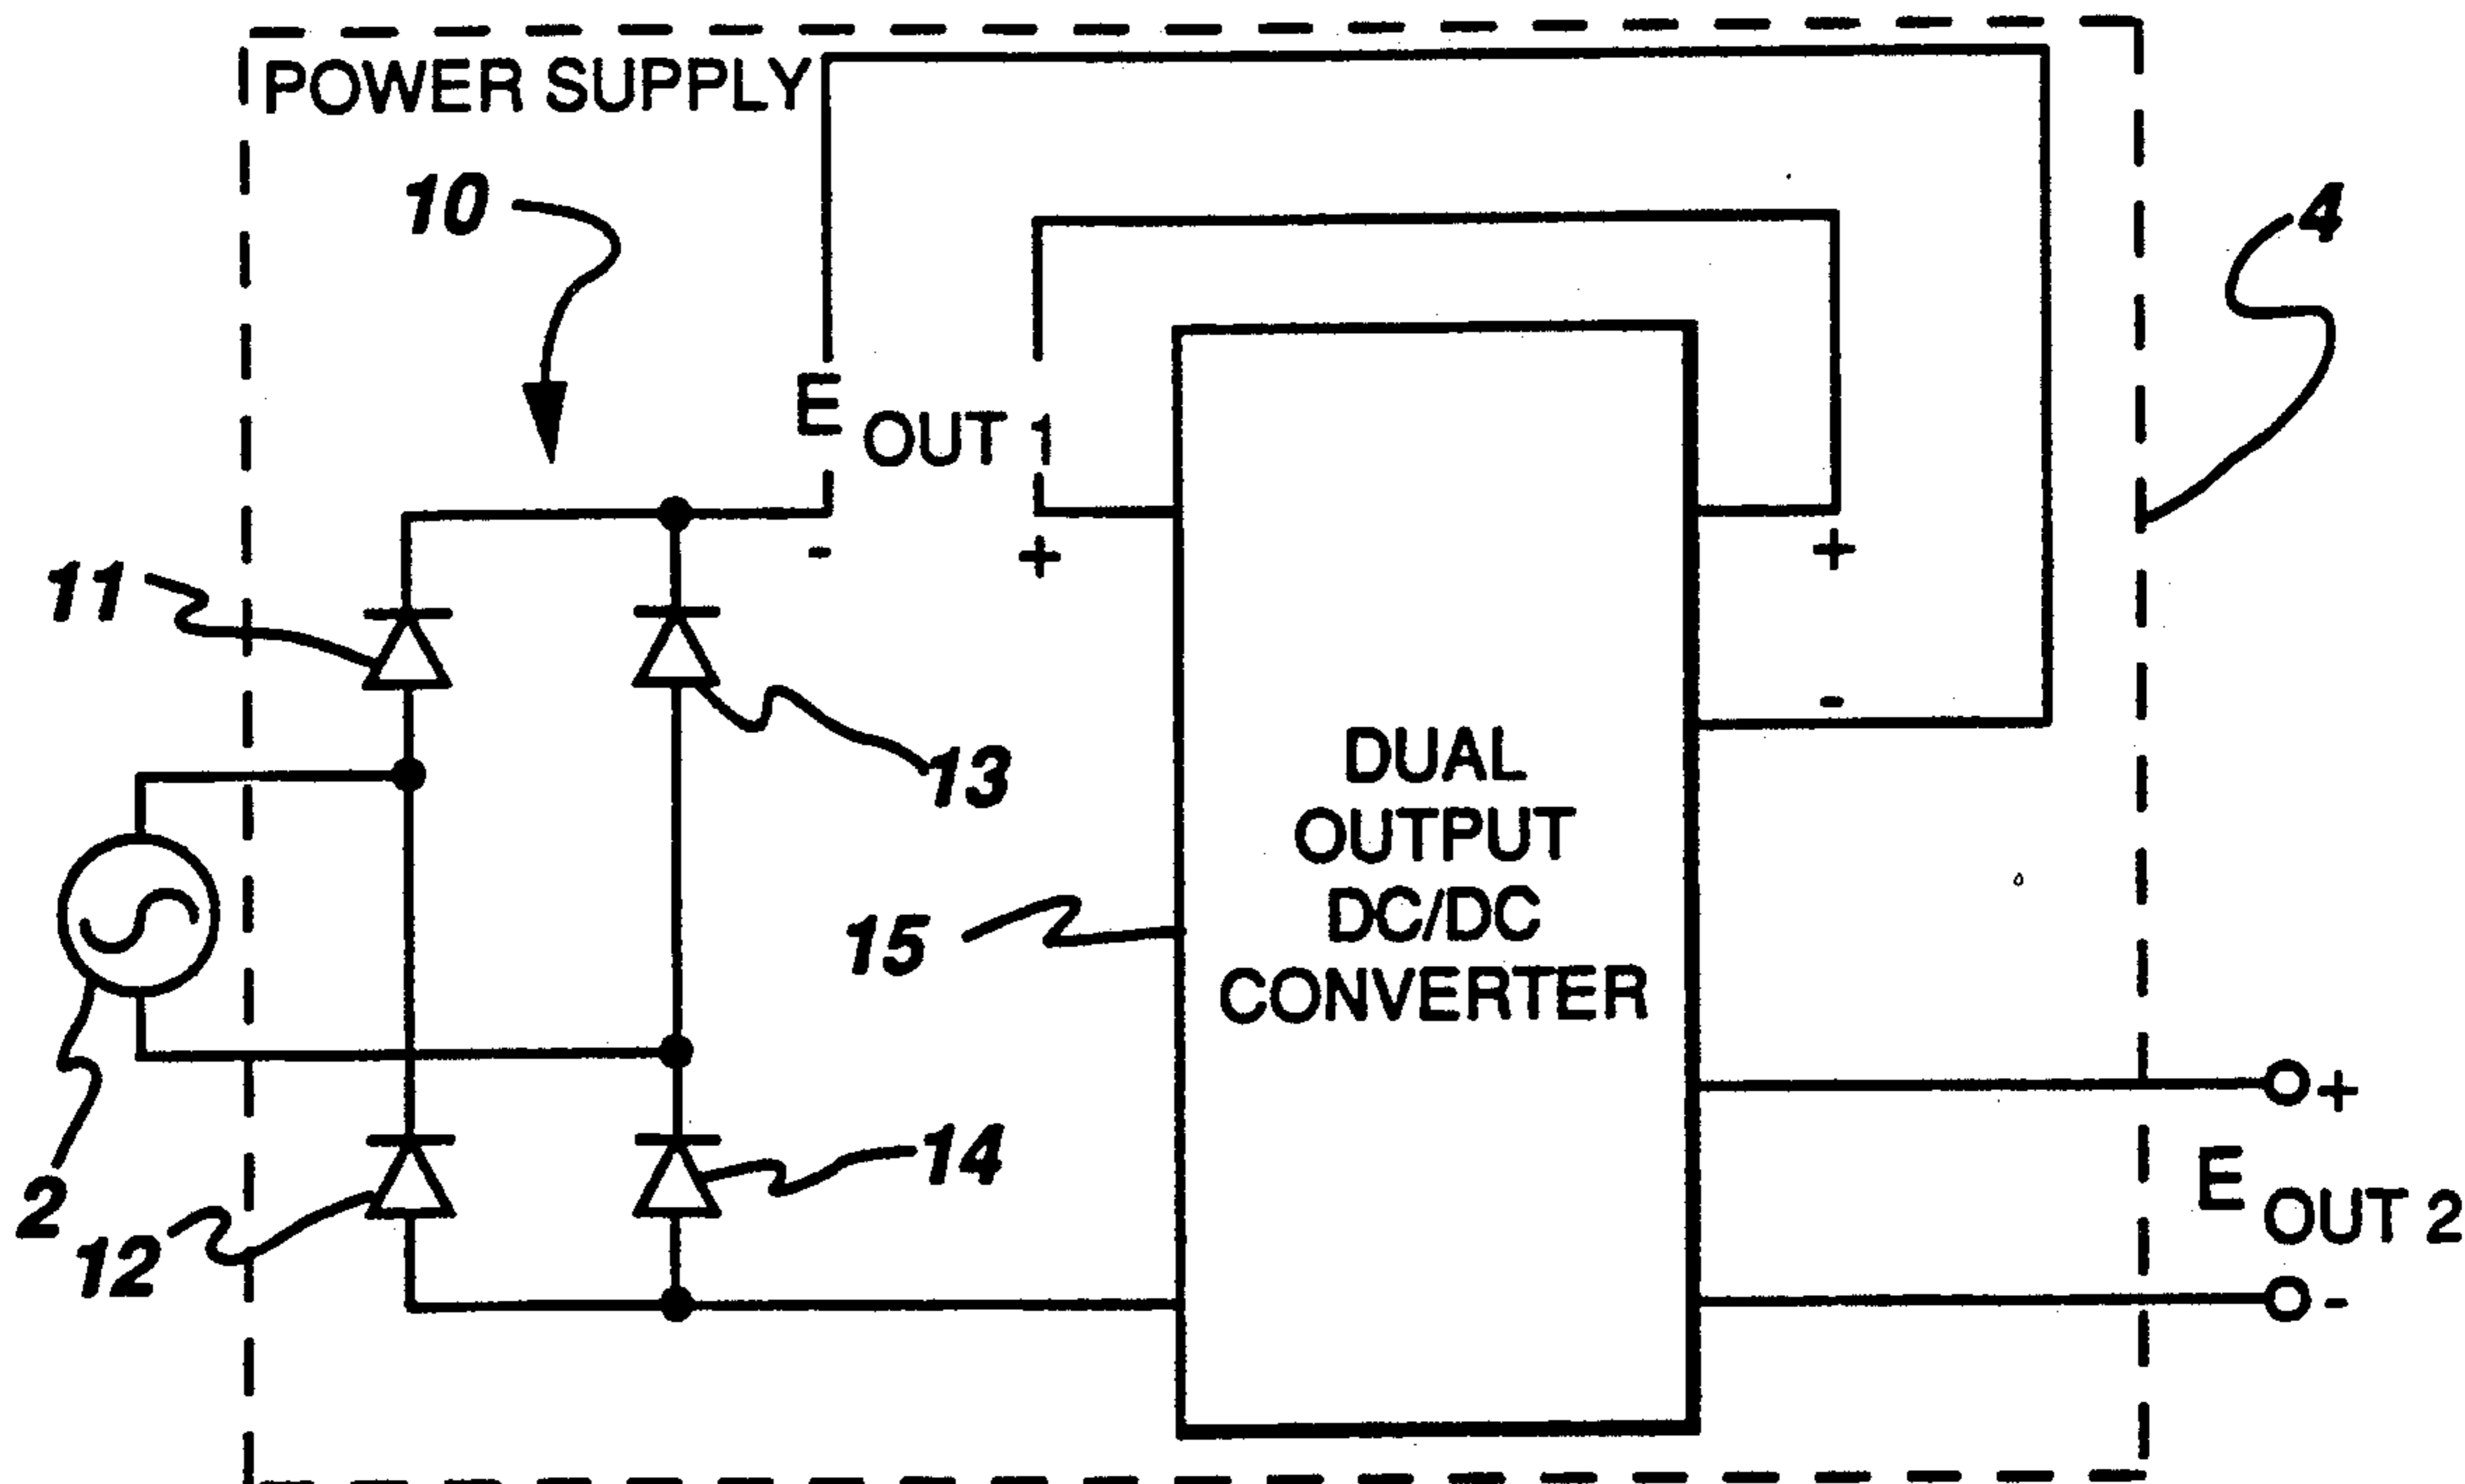 POWER SUPPLY
10
4
E OUT 1
- +
+
11
-
13
DUAL
OUTPUT
DC/DC
CONVERTER
15
+
14
E OUT 2
2
12
-